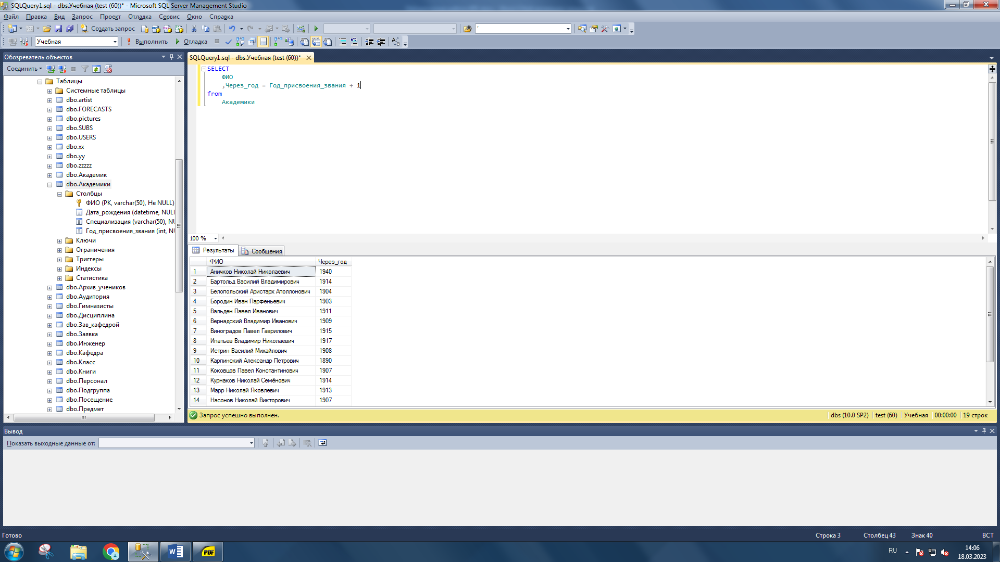 SQLQuery1.sql - dbs.Учебная (test (60))* - Microsoft SQL Server Management Studio
Файл Правка Вид Запрос Проект Отладка Сервис Окно Справка
Создать запрос
Учебная Выполнить Отладка
Обозреватель объектов
Соединить
Таблицы
Системные таблицы
dbo.artist
dbo.FORECASTS
dbo.pictures
dbo.SUBS
dbo.USERS
dbo.xx
dbo.yy
dbo.zzzzz
dbo.Академик
dbo.Академики
Столбцы
ФИО (PK, varchar(50), Не NULL)
Дата_рождения (datetime, NULL
Специализация (varchar(50), NU
Год_присвоения_звания (int, NU
Ключи
Ограничения
Триггеры
Индексы
Статистика
dbo.Архив_учеников
dbo.Аудитория
dbo.Гимназисты
dbo.Дисциплина
dbo.Зав_кафедрой
dbo.Заявка
dbo.Инженер
dbo.Кафедра
dbo.Класс
dbo.Книги
dbo.Персонал
dbo.Подгруппа
dbo.Посещение
dbo.Предмет
SQLQuery1.sql - dbs.Учебная (test (60))*
SELECT
ФИО
,Через_год = Год_присвоения_звания + 1
from
Академики
100 %
Результаты Сообщения
ФИО Через_год
1 Аничков Николай Николаевич 1940
2 Бартольд Василий Владимирович 1914
3 Белопольский Аристарх Аполлонович 1904
4 Бородин Иван Парфеньевич 1903
5 Вальден Павел Иванович 1911
6 Вернадский Владимир Иванович 1909
7 Виноградов Павел Гаврилович 1915
8 Ипатьев Владимир Николаевич 1917
9 Истрин Василий Михайлович 1908
10 Карпинский Александр Петрович 1890
11 Коковцов Павел Константинович 1907
12 Курнаков Николай Семёнович 1914
13 Марр Николай Яковлевич 1913
14 Насонов Николай Викторович 1907
Запрос успешно выполнен. dbs (10.0 SP2) test (60) Учебная 00:00:00 19 строк
Вывод
Показать выходные данные от:
Готово Строка 3 Столбец 43 Знак 40 ВСТ
RU 14:06
18.03.2023